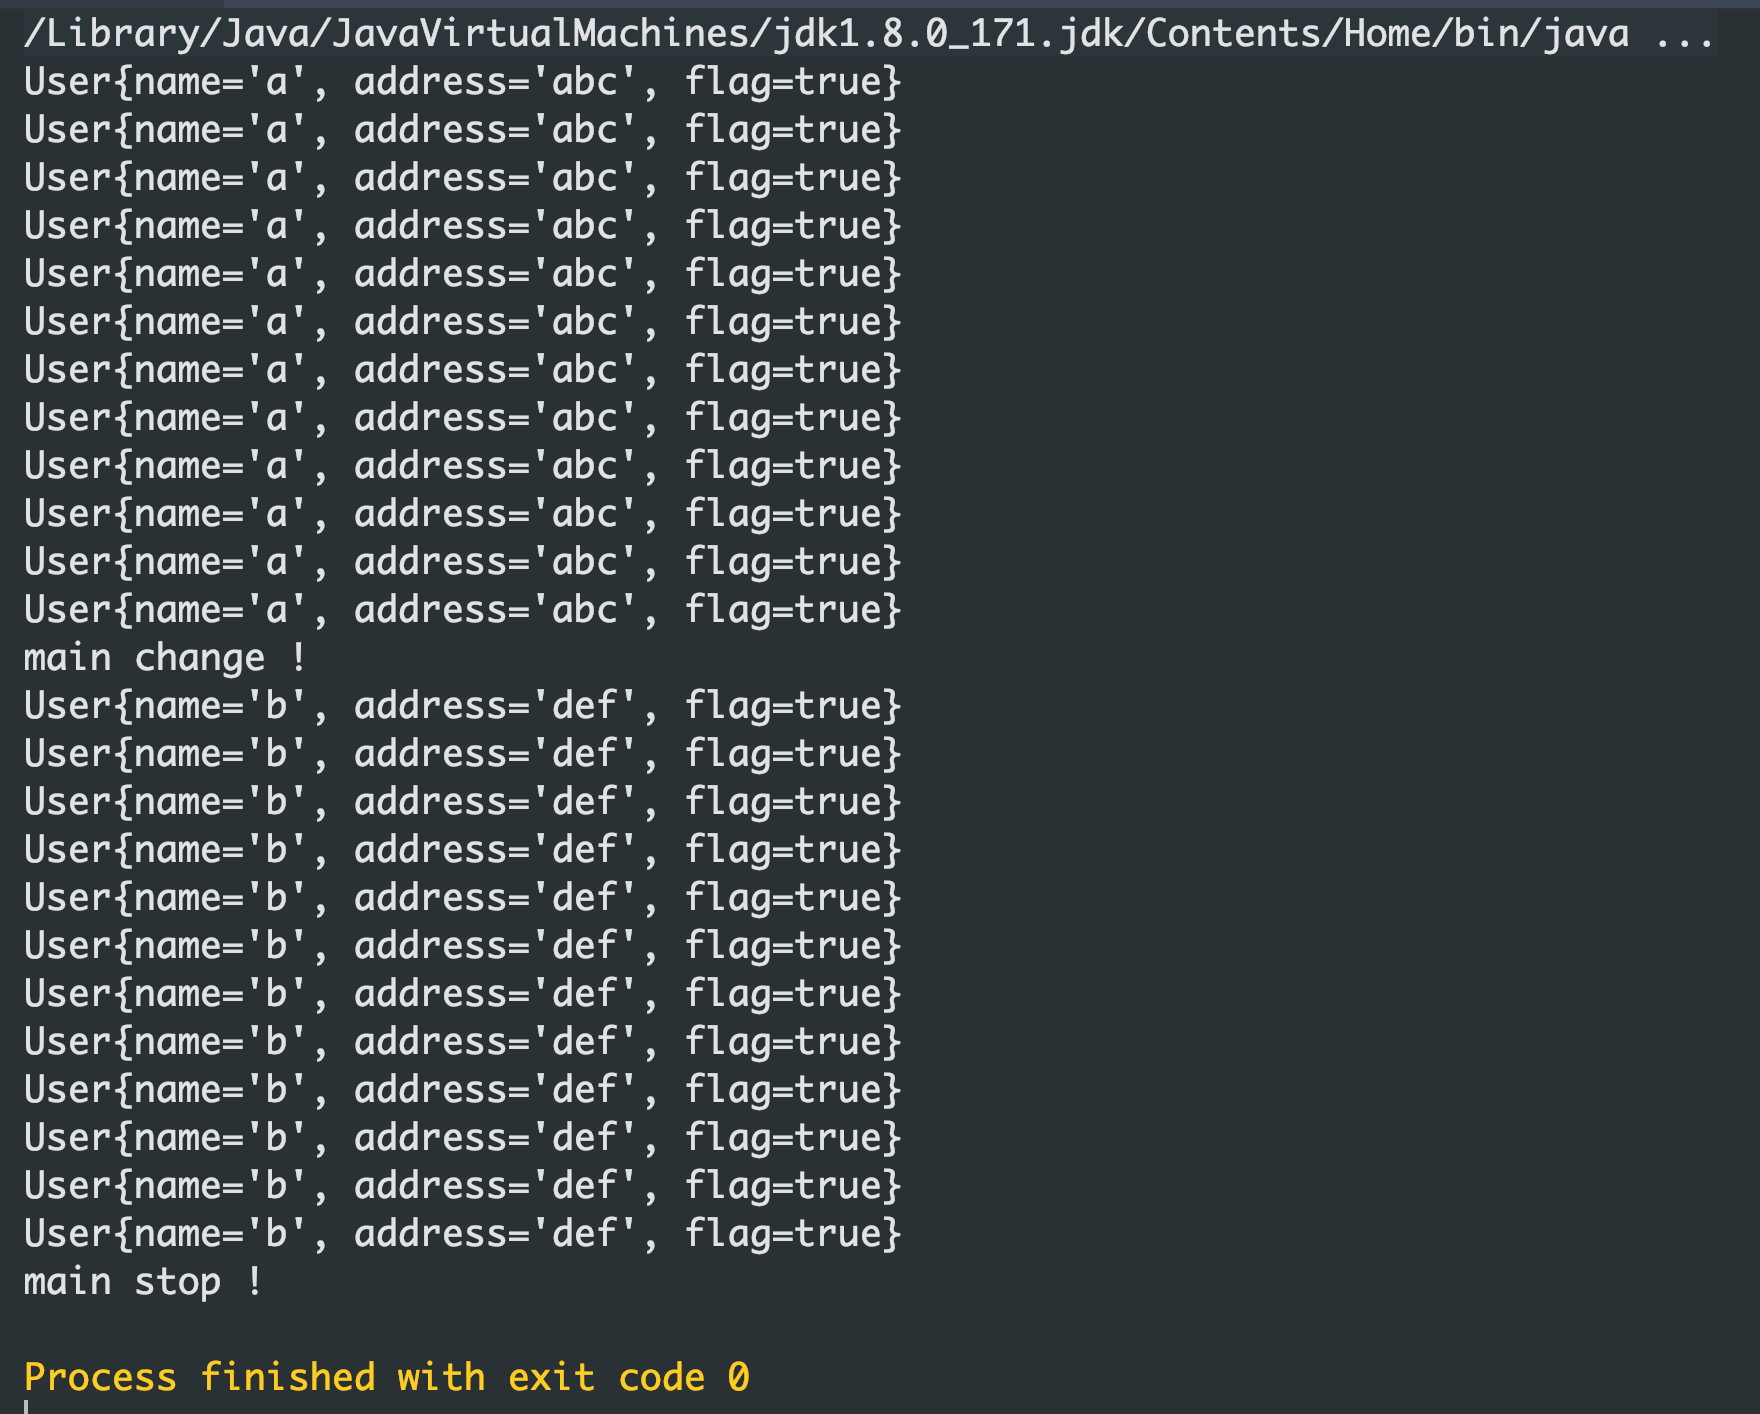 /Library/Java/JavaVirtualMachines/jdk1.8.0_171.jdk/Contents/Home/bin/java ...
User{name='a', address='abc', flag=true}
User{name='a', address='abc', flag=true}
User{name='a', address='abc', flag=true}
User{name='a', address='abc', flag=true}
User{name='a', address='abc', flag=true}
User{name='a', address='abc', flag=true}
User{name='a', address='abc', flag=true}
User{name='a', address='abc', flag=true}
User{name='a', address='abc', flag=true}
User{name='a', address='abc', flag=true}
User{name='a', address='abc', flag=true}
User{name='a', address='abc', flag=true}
main change !
User{name='b', address='def', flag=true}
User{name='b', address='def', flag=true}
User{name='b', address='def', flag=true}
User{name='b', address='def', flag=true}
User{name='b', address='def', flag=true}
User{name='b', address='def', flag=true}
User{name='b', address='def', flag=true}
User{name='b', address='def', flag=true}
User{name='b', address='def', flag=true}
User{name='b', address='def', flag=true}
User{name='b', address='def', flag=true}
User{name='b', address='def', flag=true}
main stop !
Process finished with exit code 0